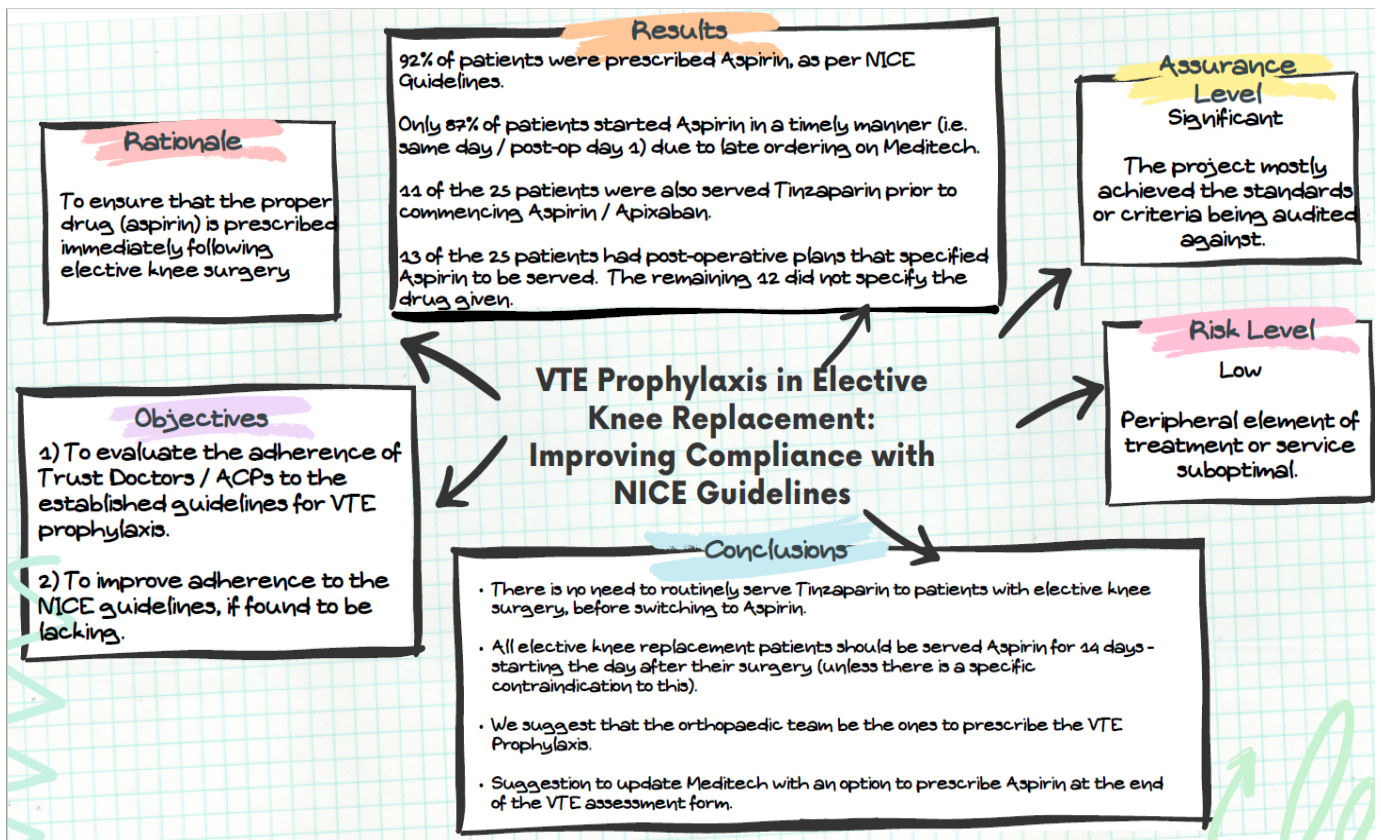 Results
92% of patients were prescribed Aspirin, as per NICE
Guidelines.
Only 87% of patients started Aspirin in a timely manner (i.e.
same day / post-op day 1) due to late ordering on Meditech.
11 of the 25 patients were also served Tinzaparin prior to
commencing Aspirin / Apixaban.
13 of the 25 patients had post-operative plans that specified
Aspirin to be served. The remaining 12 did not specify the
drug given.
Assurance
Level
Significant
The project mostly
achieved the standards
or criteria being audited
against.
Rationale
To ensure that the proper
drug (aspirin) is prescribed
immediately following
elective knee surgery
Risk Level
Low
Peripheral element of
treatment or service
suboptimal.
VTE Prophylaxis in Elective
Knee Replacement:
Improving Compliance with
NICE Guidelines
Objectives
1) To evaluate the adherence of
Trust Doctors / ACPs to the
established guidelines for VTE
prophylaxis.
2) To improve adherence to the
NICE guidelines, if found to be
lacking.
Conclusions
• There is no need to routinely serve Tinzaparin to patients with elective knee
surgery, before switching to Aspirin.
• All elective knee replacement patients should be served Aspirin for 14 days -
starting the day after their surgery (unless there is a specific
contraindication to this).
• We suggest that the orthopaedic team be the ones to prescribe the VTE
Prophylaxis.
• Suggestion to update Meditech with an option to prescribe Aspirin at the end
of the VTE assessment form.